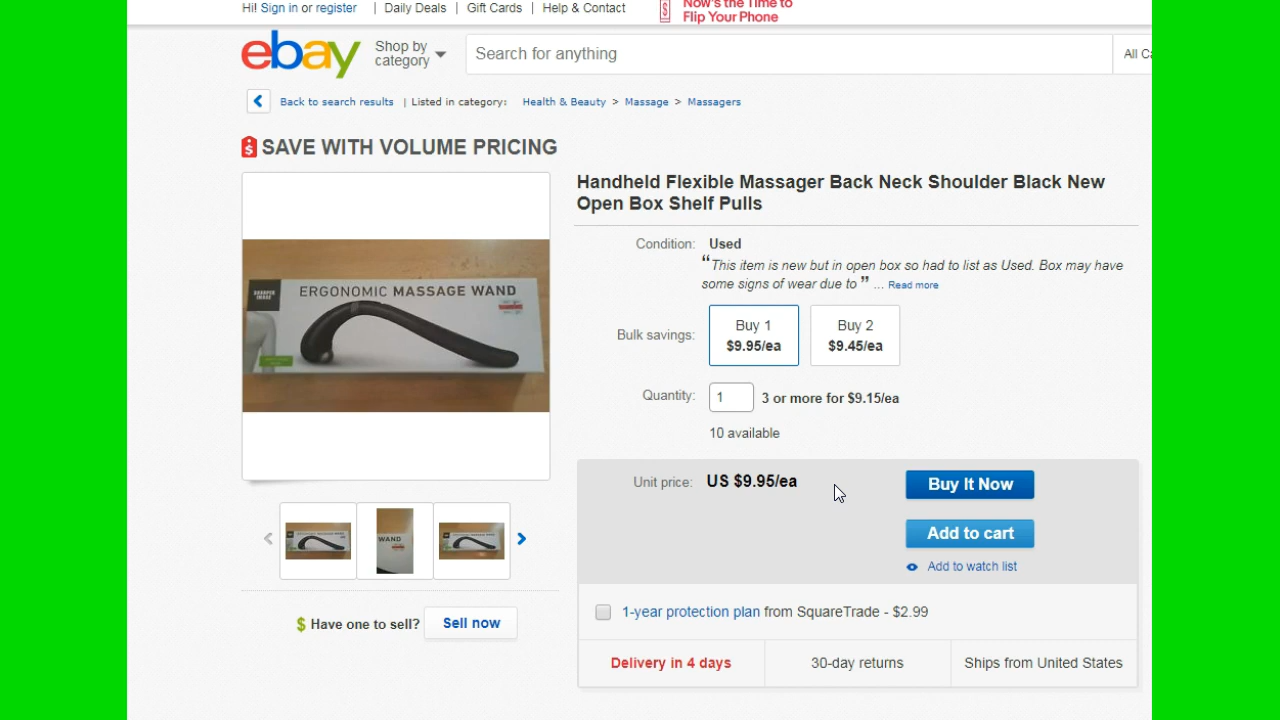 Hi! Sign in or register | Daily Deals | Gift Cards | Help & Contact
Now's the Time to
Flip Your Phone
ebay
Shop by
category
Search for anything
All Ca
Back to search results | Listed in category: Health & Beauty > Massage > Massagers
SAVE WITH VOLUME PRICING
Handheld Flexible Massager Back Neck Shoulder Black New
Open Box Shelf Pulls
Condition: Used
“This item is new but in open box so had to list as Used. Box may have
some signs of wear due to ” ... Read more
SHARPER
IMAGE
ERGONOMIC MASSAGE WAND
Bulk savings:
Buy 1
$9.95/ea
Buy 2
$9.45/ea
Quantity: 1 3 or more for $9.15/ea
10 available
Unit price: US $9.95/ea
Buy It Now
Add to cart
Add to watch list
WAND
$ Have one to sell? Sell now
1-year protection plan from SquareTrade - $2.99
Delivery in 4 days
30-day returns
Ships from United States